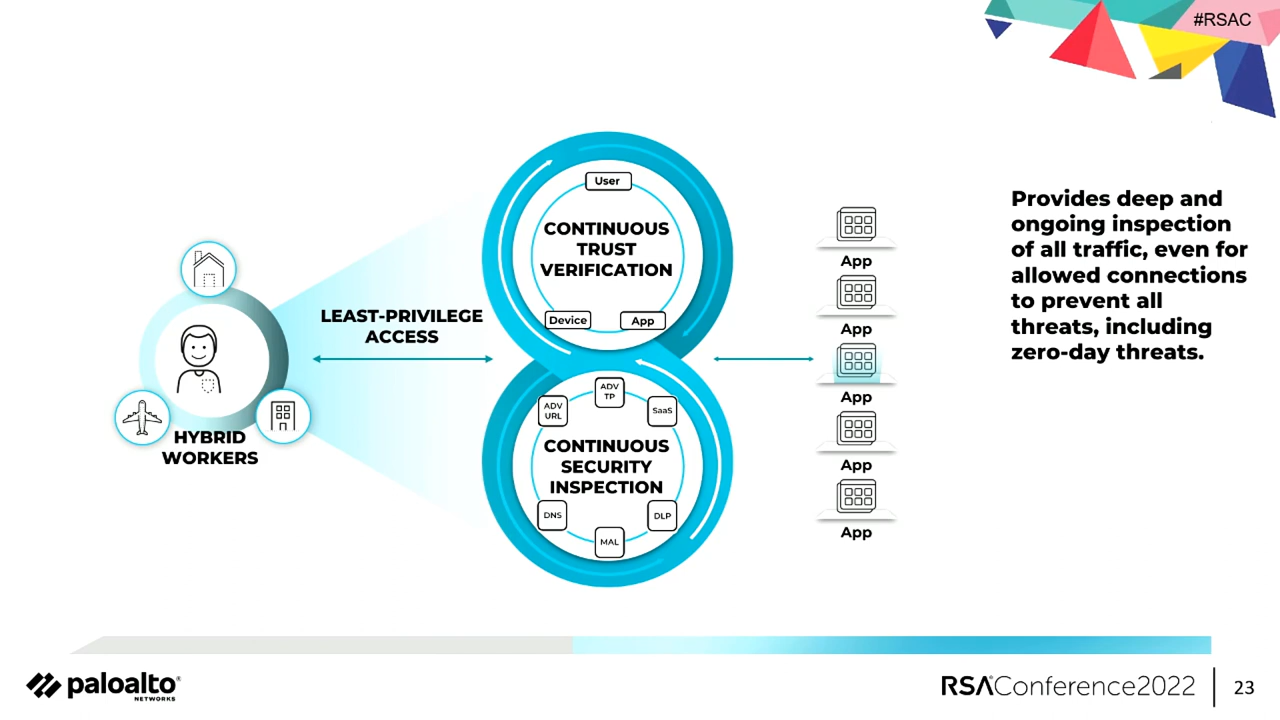 #RSAC
User
CONTINUOUS
TRUST
VERIFICATION
Device
App
LEAST-PRIVILEGE
ACCESS
HYBRID
WORKERS
ADV
TP
ADV
URL
SaaS
CONTINUOUS
SECURITY
INSPECTION
DNS
DLP
MAL
App
App
App
App
App
Provides deep and
ongoing inspection
of all traffic, even for
allowed connections
to prevent all
threats, including
zero-day threats.
paloalto
NETWORKS
RSAConference2022
23